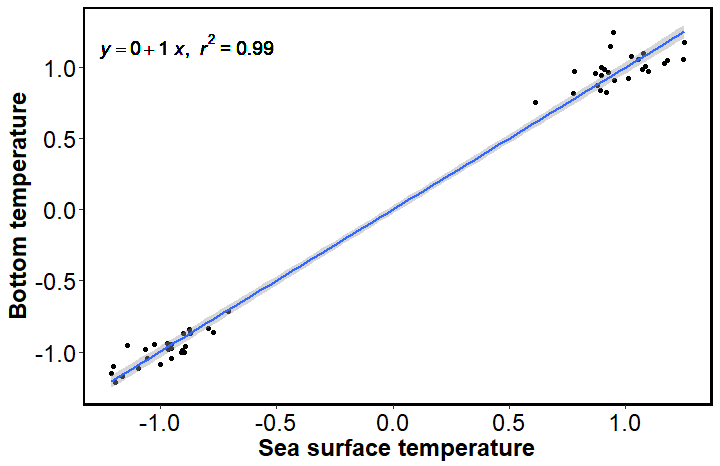 y = 0 + 1 x, r² = 0.99
1.0
0.5
0.0
-0.5
-1.0
Bottom temperature
-1.0 -0.5 0.0 0.5 1.0
Sea surface temperature